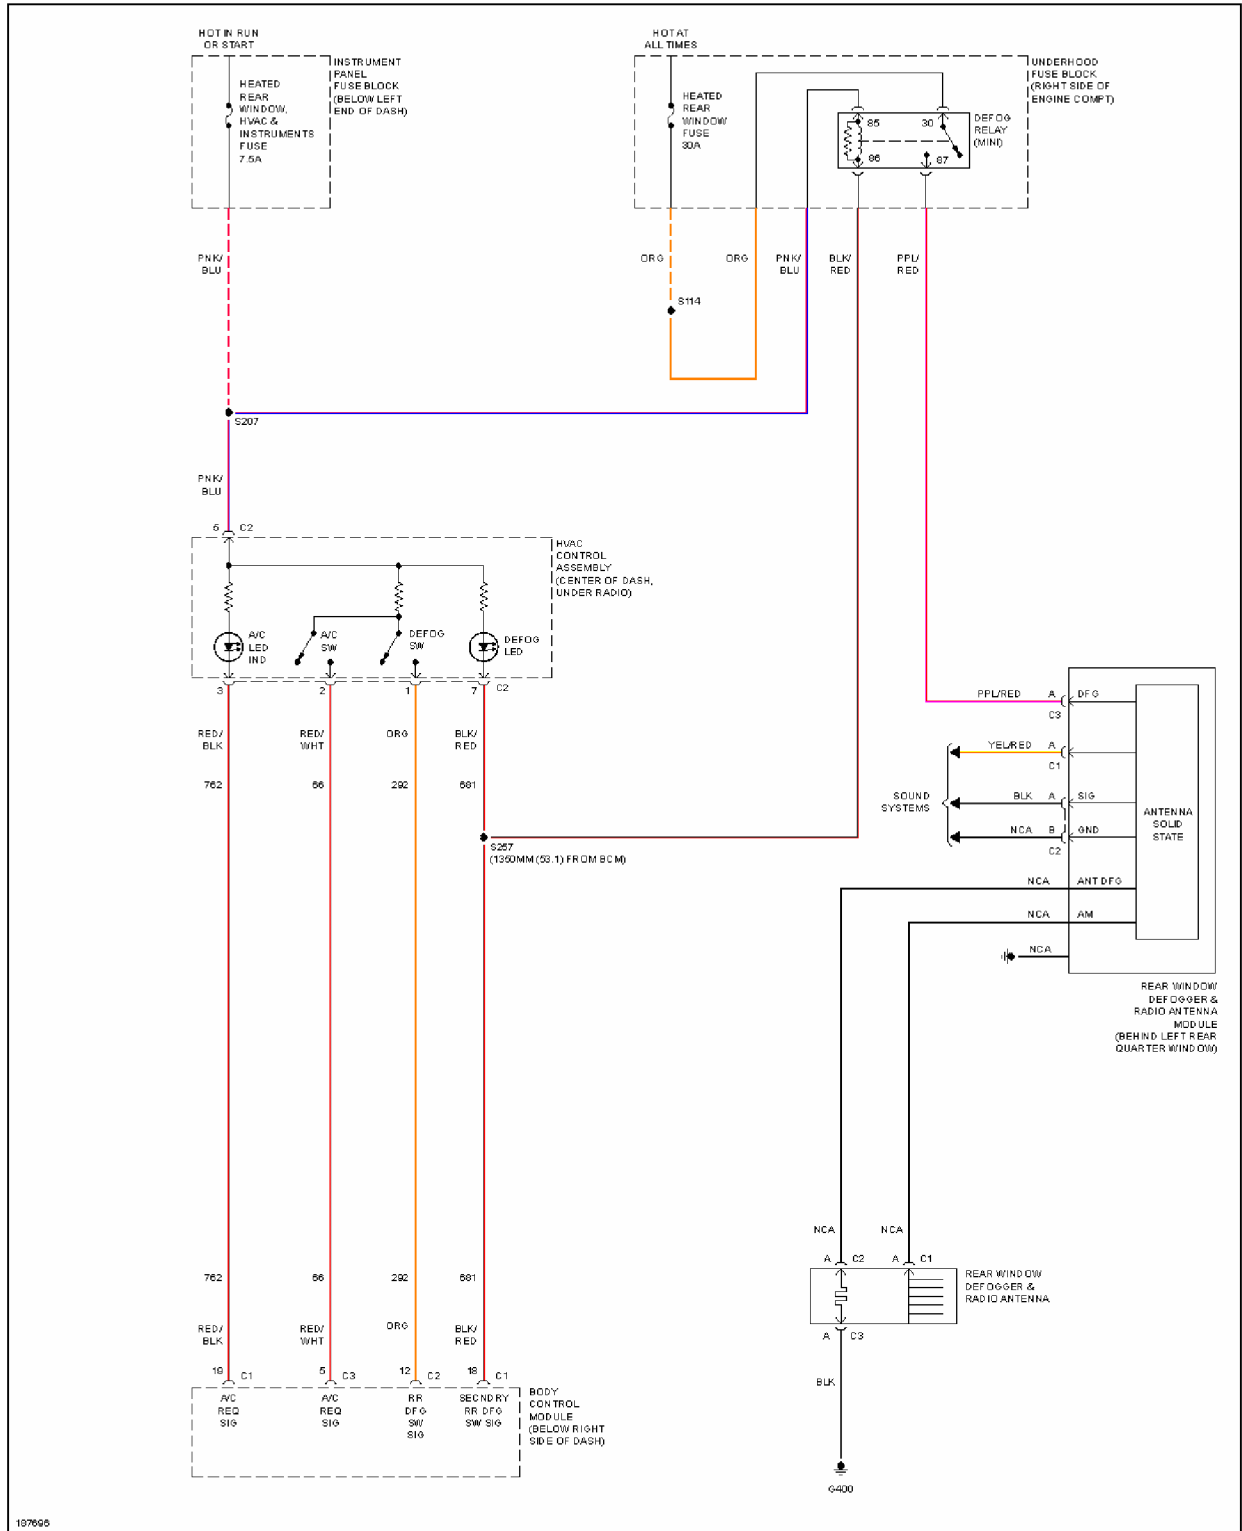 HOT IN RUN
OR START
INSTRUMENT
PANEL
FUSE BLOCK
(BELOW LEFT
END OF DASH)
HEATED
REAR
WINDOW,
HVAC &
INSTRUMENTS
FUSE
7.5A
HOT AT
ALL TIMES
HEATED
REAR
WINDOW
FUSE
30A
UNDERHOOD
FUSE BLOCK
(RIGHT SIDE OF
ENGINE COMPT)
DEFOG
RELAY
(MINI)
85
30
86
87
PNK/
BLU
ORG
ORG
PNK/
BLU
BLK/
RED
PPL/
RED
S114
S207
PNK/
BLU
5 C2
HVAC
CONTROL
ASSEMBLY
(CENTER OF DASH,
UNDER RADIO)
A/C
LED
IND
A/C
SW
DEFOG
SW
DEFOG
LED
3
2
1
7 C2
RED/
BLK
RED/
WHT
ORG
BLK/
RED
762
66
292
681
S257
(1350MM (53.1) FROM BCM)
PPL/RED A DFG
C3
YEL/RED A
C1
SOUND
SYSTEMS
BLK A SIG
NCA B GND
C2
ANTENNA
SOLID
STATE
NCA ANT DFG
NCA AM
NCA
REAR WINDOW
DEFOGGER &
RADIO ANTENNA
MODULE
(BEHIND LEFT REAR
QUARTER WINDOW)
NCA
NCA
A C2
A C1
REAR WINDOW
DEFOGGER &
RADIO ANTENNA
A C3
BLK
G400
762
66
292
681
RED/
BLK
RED/
WHT
ORG
BLK/
RED
19 C1
5 C3
12 C2
18 C1
A/C
REQ
SIG
A/C
REQ
SIG
RR
DFG
SW
SIG
SECNDRY
RR DFG
SW SIG
BODY
CONTROL
MODULE
(BELOW RIGHT
SIDE OF DASH)
187696